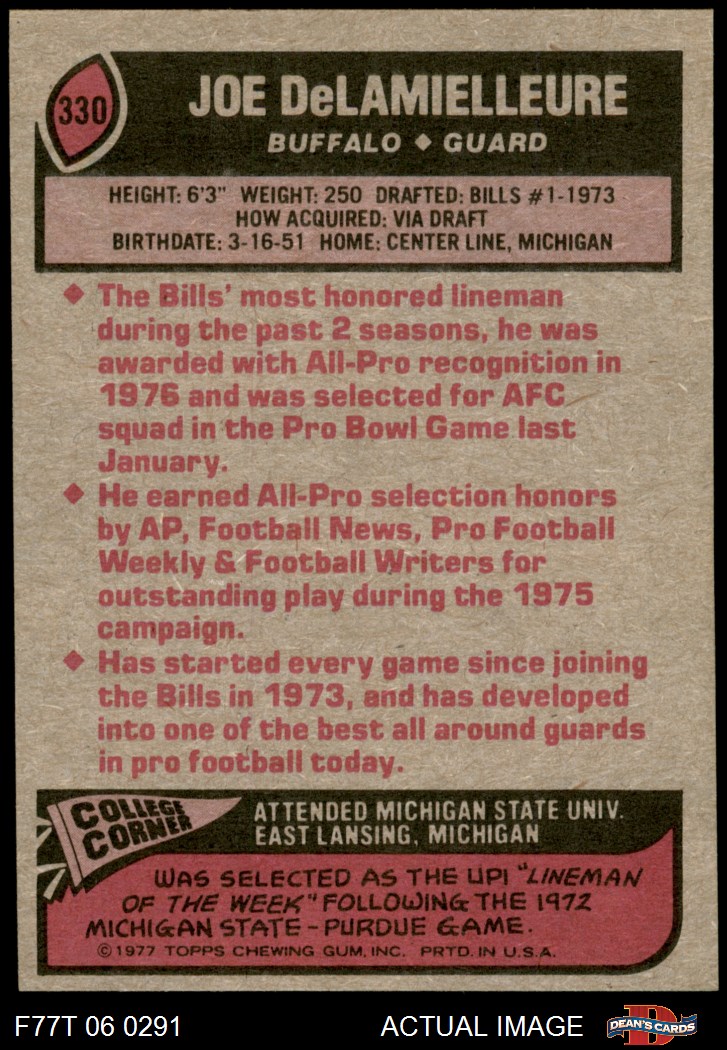 330
JOE DeLAMIELLEURE
BUFFALO ◆ GUARD
HEIGHT: 6'3" WEIGHT: 250 DRAFTED: BILLS #1-1973
HOW ACQUIRED: VIA DRAFT
BIRTHDATE: 3-16-51 HOME: CENTER LINE, MICHIGAN
◆ The Bills' most honored lineman
during the past 2 seasons, he was
awarded with All-Pro recognition in
1976 and was selected for AFC
squad in the Pro Bowl Game last
January.
◆ He earned All-Pro selection honors
by AP, Football News, Pro Football
Weekly & Football Writers for
outstanding play during the 1975
campaign.
◆ Has started every game since joining
the Bills in 1973, and has developed
into one of the best all around guards
in pro football today.
COLLEGE
CORNER
ATTENDED MICHIGAN STATE UNIV.
EAST LANSING, MICHIGAN
WAS SELECTED AS THE UPI "LINEMAN
OF THE WEEK" FOLLOWING THE 1972
MICHIGAN STATE - PURDUE GAME.
© 1977 TOPPS CHEWING GUM, INC. PRTD. IN U.S.A.
F77T 06 0291
ACTUAL IMAGE
DEAN'S CARDS